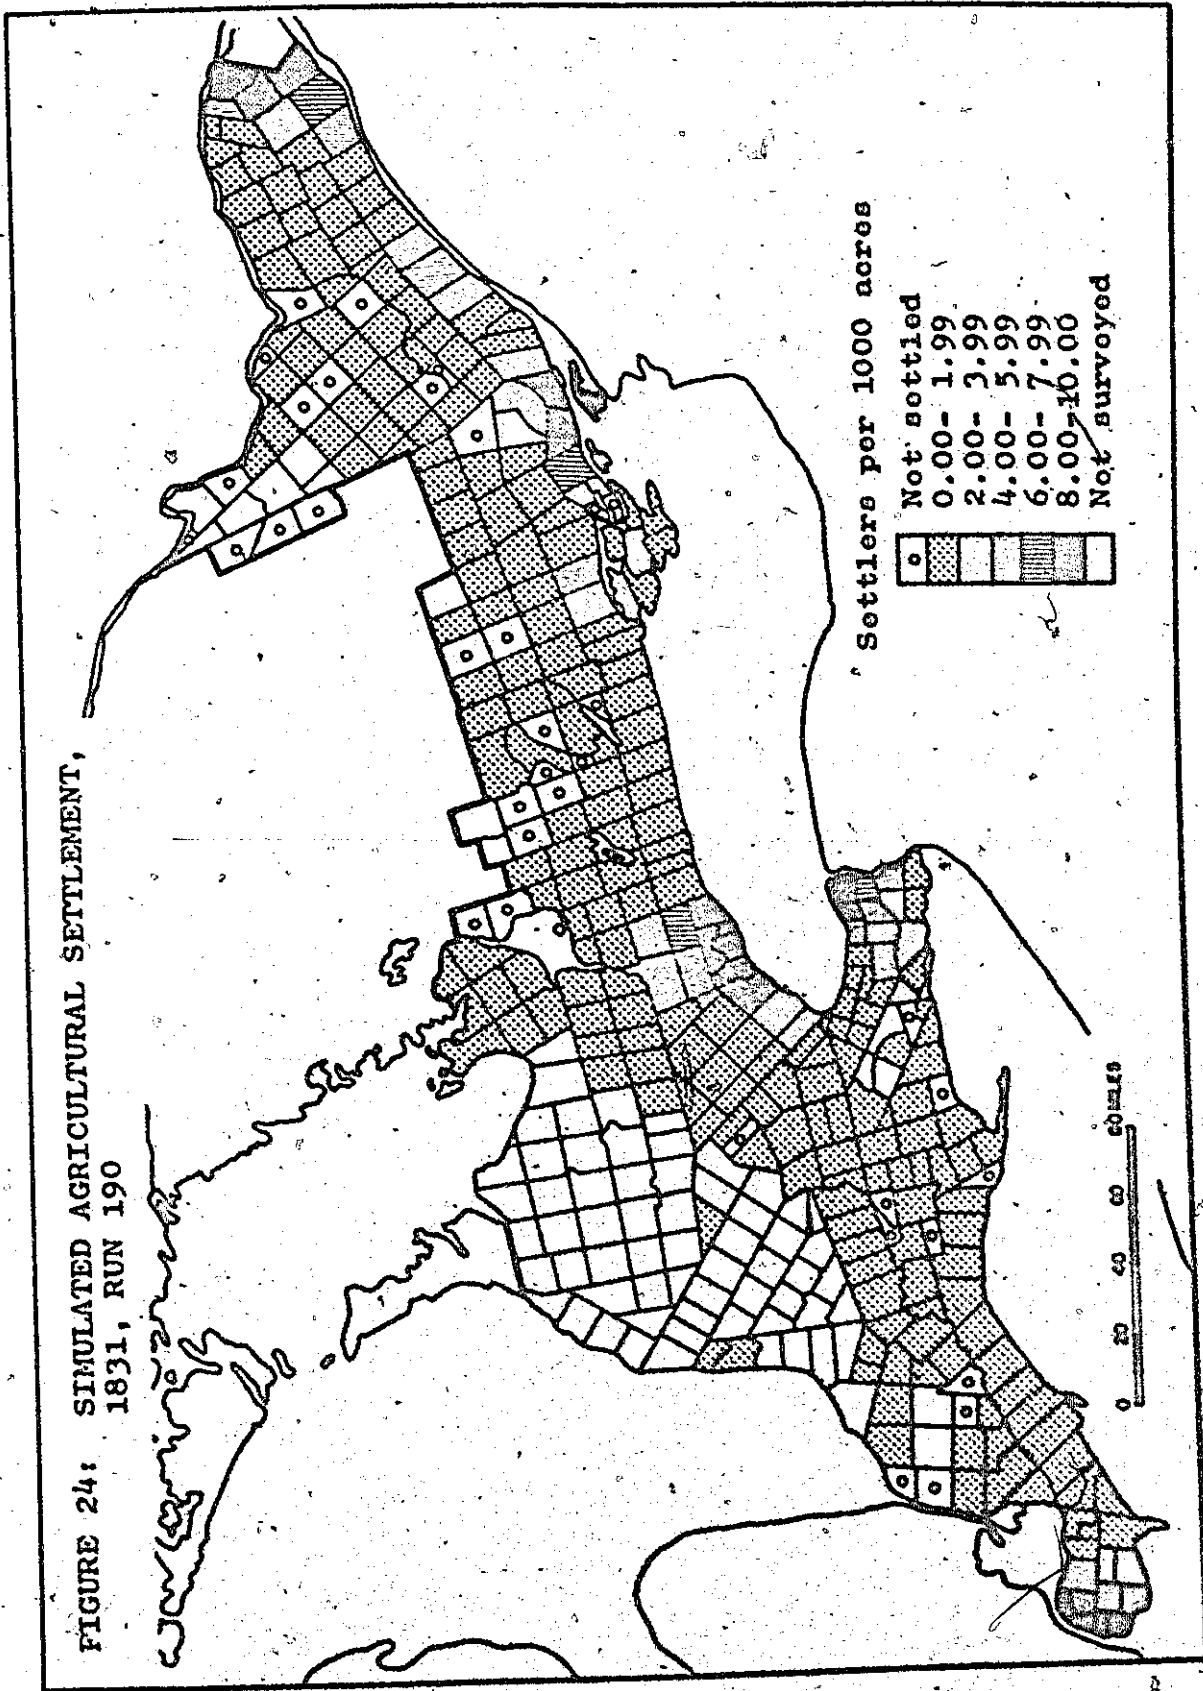 FIGURE 24: SIMULATED AGRICULTURAL SETTLEMENT,
1831, RUN 190
Settlers per 1000 acres
Not settled
0.00- 1.99
2.00- 3.99
4.00- 5.99
6.00- 7.99
8.00-10.00
Not surveyed
0 20 40 60 80 MILES